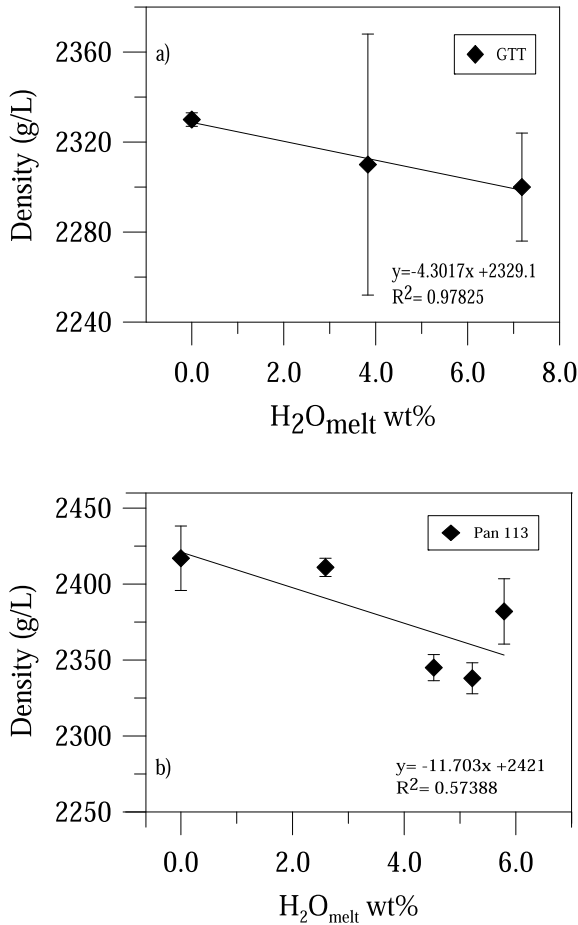 2360
a)
GTT
2320
Density (g/L)
2280
y=-4.3017x +2329.1
R2= 0.97825
2240
0.0 2.0 4.0 6.0 8.0
H2Omelt wt%
2450
Pan 113
2400
Density (g/L)
2350
2300
b)
y= -11.703x +2421
R2= 0.57388
2250
0.0 2.0 4.0 6.0
H2Omelt wt%